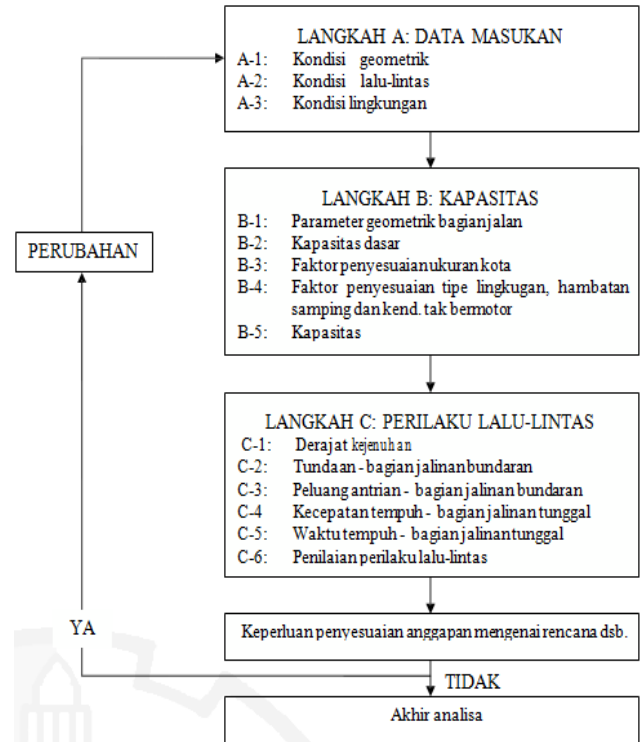 LANGKAH A: DATA MASUKAN
A-1: Kondisi geometrik
A-2: Kondisi lalu-lintas
A-3: Kondisi lingkungan
LANGKAH B: KAPASITAS
B-1: Parameter geometrik bagian jalan
B-2: Kapasitas dasar
B-3: Faktor penyesuaian ukuran kota
B-4: Faktor penyesuaian tipe lingkugan, hambatan
samping dan kend. tak bermotor
B-5: Kapasitas
PERUBAHAN
LANGKAH C: PERILAKU LALU-LINTAS
C-1: Derajat kejenuhan
C-2: Tundaan - bagian jalinan bundaran
C-3: Peluang antrian - bagian jalinan bundaran
C-4 Kecepatan tempuh - bagian jalinan tunggal
C-5: Waktu tempuh - bagian jalinan tunggal
C-6: Penilaian perilaku lalu-lintas
YA
Keperluan penyesuaian anggapan mengenai rencana dsb.
TIDAK
Akhir analisa